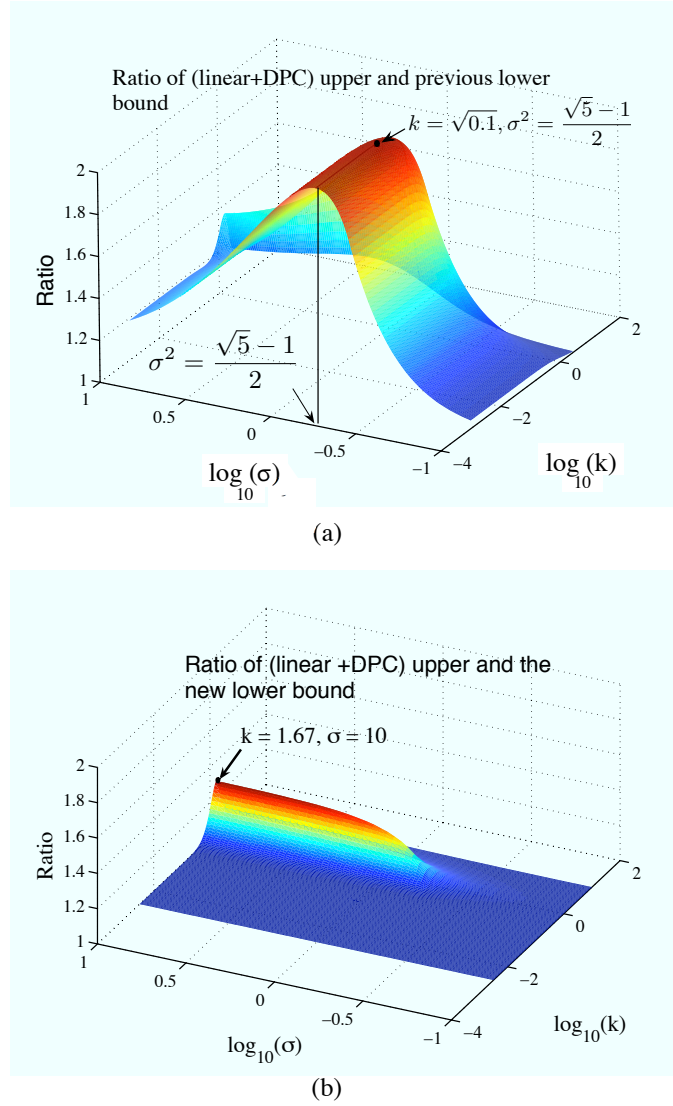 Ratio of (linear+DPC) upper and previous lower
bound
k = √0.1, σ² = (√5 − 1)/2
2
1.8
1.6
1.4
1.2
1
Ratio
σ² = (√5 − 1)/2
1
0.5
0
−0.5
−1
−4
−2
0
2
log₁₀(σ)
log₁₀(k)
(a)
Ratio of (linear +DPC) upper and the
new lower bound
k = 1.67, σ = 10
2
1.8
1.6
1.4
1.2
1
Ratio
1
0.5
0
−0.5
−1
−4
−2
0
2
log₁₀(σ)
log₁₀(k)
(b)